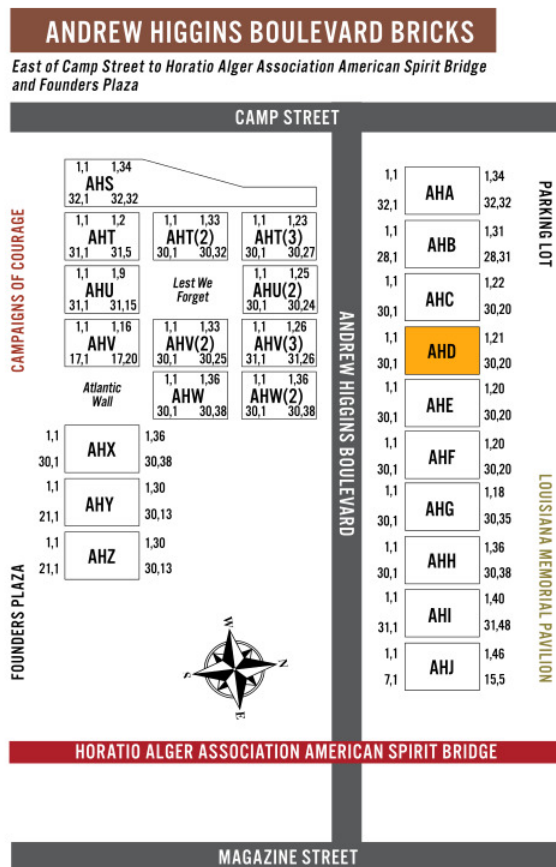 ANDREW HIGGINS BOULEVARD BRICKS
East of Camp Street to Horatio Alger Association American Spirit Bridge
and Founders Plaza
CAMP STREET
1,1 1,34
AHS
32,1 32,32
1,1 1,2
AHT
31,1 31,5
1,1 1,33
AHT(2)
30,1 30,32
1,1 1,23
AHT(3)
30,1 30,27
1,1 1,9
AHU
31,1 31,15
Lest We
Forget
1,1 1,25
AHU(2)
30,1 30,24
1,1 1,16
AHV
17,1 17,20
1,1 1,33
AHV(2)
30,1 30,25
1,1 1,26
AHV(3)
31,1 31,26
Atlantic
Wall
1,1 1,36
AHW
30,1 30,38
1,1 1,36
AHW(2)
30,1 30,38
1,1 1,36
AHX
30,1 30,38
1,1 1,30
AHY
21,1 30,13
1,1 1,30
AHZ
21,1 30,13
CAMPAIGNS OF COURAGE
FOUNDERS PLAZA
W
N
S
E
ANDREW HIGGINS BOULEVARD
1,1 1,34
AHA
32,1 32,32
1,1 1,31
AHB
28,1 28,31
1,1 1,22
AHC
30,1 30,20
1,1 1,21
AHD
30,1 30,20
1,1 1,20
AHE
30,1 30,20
1,1 1,20
AHF
30,1 30,20
1,1 1,18
AHG
30,1 30,35
1,1 1,36
AHH
30,1 30,38
1,1 1,40
AHI
31,1 31,48
1,1 1,46
AHJ
7,1 15,5
PARKING LOT
LOUISIANA MEMORIAL PAVILION
HORATIO ALGER ASSOCIATION AMERICAN SPIRIT BRIDGE
MAGAZINE STREET